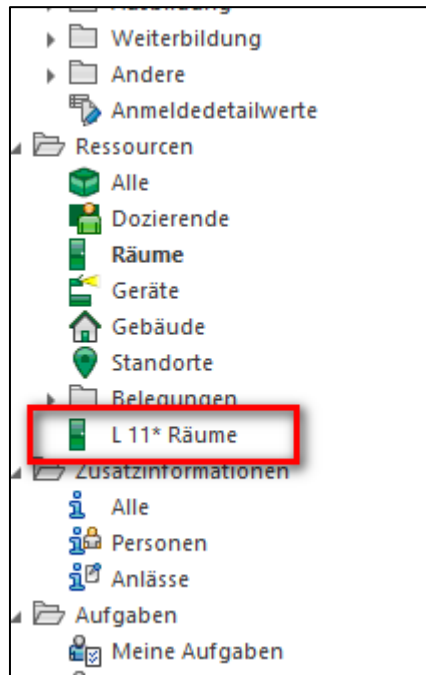 Ausbildung
Weiterbildung
Andere
Anmeldedetailwerte
Ressourcen
Alle
Dozierende
Räume
Geräte
Gebäude
Standorte
Belegungen
L 11* Räume
Zusatzinformationen
Alle
Personen
Anlässe
Aufgaben
Meine Aufgaben